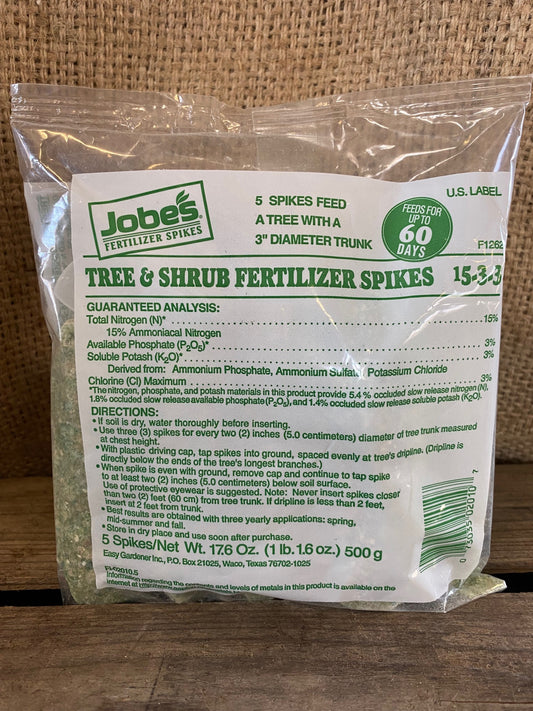 U.S. LABEL
Jobe's®
FERTILIZER SPIKES
5 SPIKES FEED
A TREE WITH A
3" DIAMETER TRUNK
FEEDS FOR
UP TO
60
DAYS
F1262
TREE & SHRUB FERTILIZER SPIKES 15-3-3
GUARANTEED ANALYSIS:
Total Nitrogen (N)* 15%
15% Ammoniacal Nitrogen
Available Phosphate (P₂O₅)* 3%
Soluble Potash (K₂O)* 3%
Derived from: Ammonium Phosphate, Ammonium Sulfate, Potassium Chloride
Chlorine (Cl) Maximum 3%
*The nitrogen, phosphate, and potash materials in this product provide 5.4 % occluded slow release nitrogen (N),
1.8% occluded slow release available phosphate(P₂O₅), and 1.4% occluded slow release soluble potash (K₂O).
DIRECTIONS:
• If soil is dry, water thoroughly before inserting.
• Use three (3) spikes for every two (2) inches (5.0 centimeters) diameter of tree trunk measured
at chest height.
• With plastic driving cap, tap spikes into ground, spaced evenly at tree's dripline. (Dripline is
directly below the ends of the tree's longest branches.)
• When spike is even with ground, remove cap and continue to tap spike
to at least two (2) inches (5.0 centimeters) below soil surface.
Use of protective eyewear is suggested. Note: Never insert spikes closer
than two (2) feet (60 cm) from tree trunk. If dripline is less than 2 feet,
insert at 2 feet from trunk.
• Best results are obtained with three yearly applications: spring,
mid-summer and fall.
• Store in dry place and use soon after purchase.
5 Spikes/Net Wt. 17.6 Oz. (1 lb. 1.6 oz.) 500 g
Easy Gardener Inc., P.O. Box 21025, Waco, Texas 76702-1025
FI-02010.5
Information regarding the contents and levels of metals in this product is available on the
0 73035 02010 7